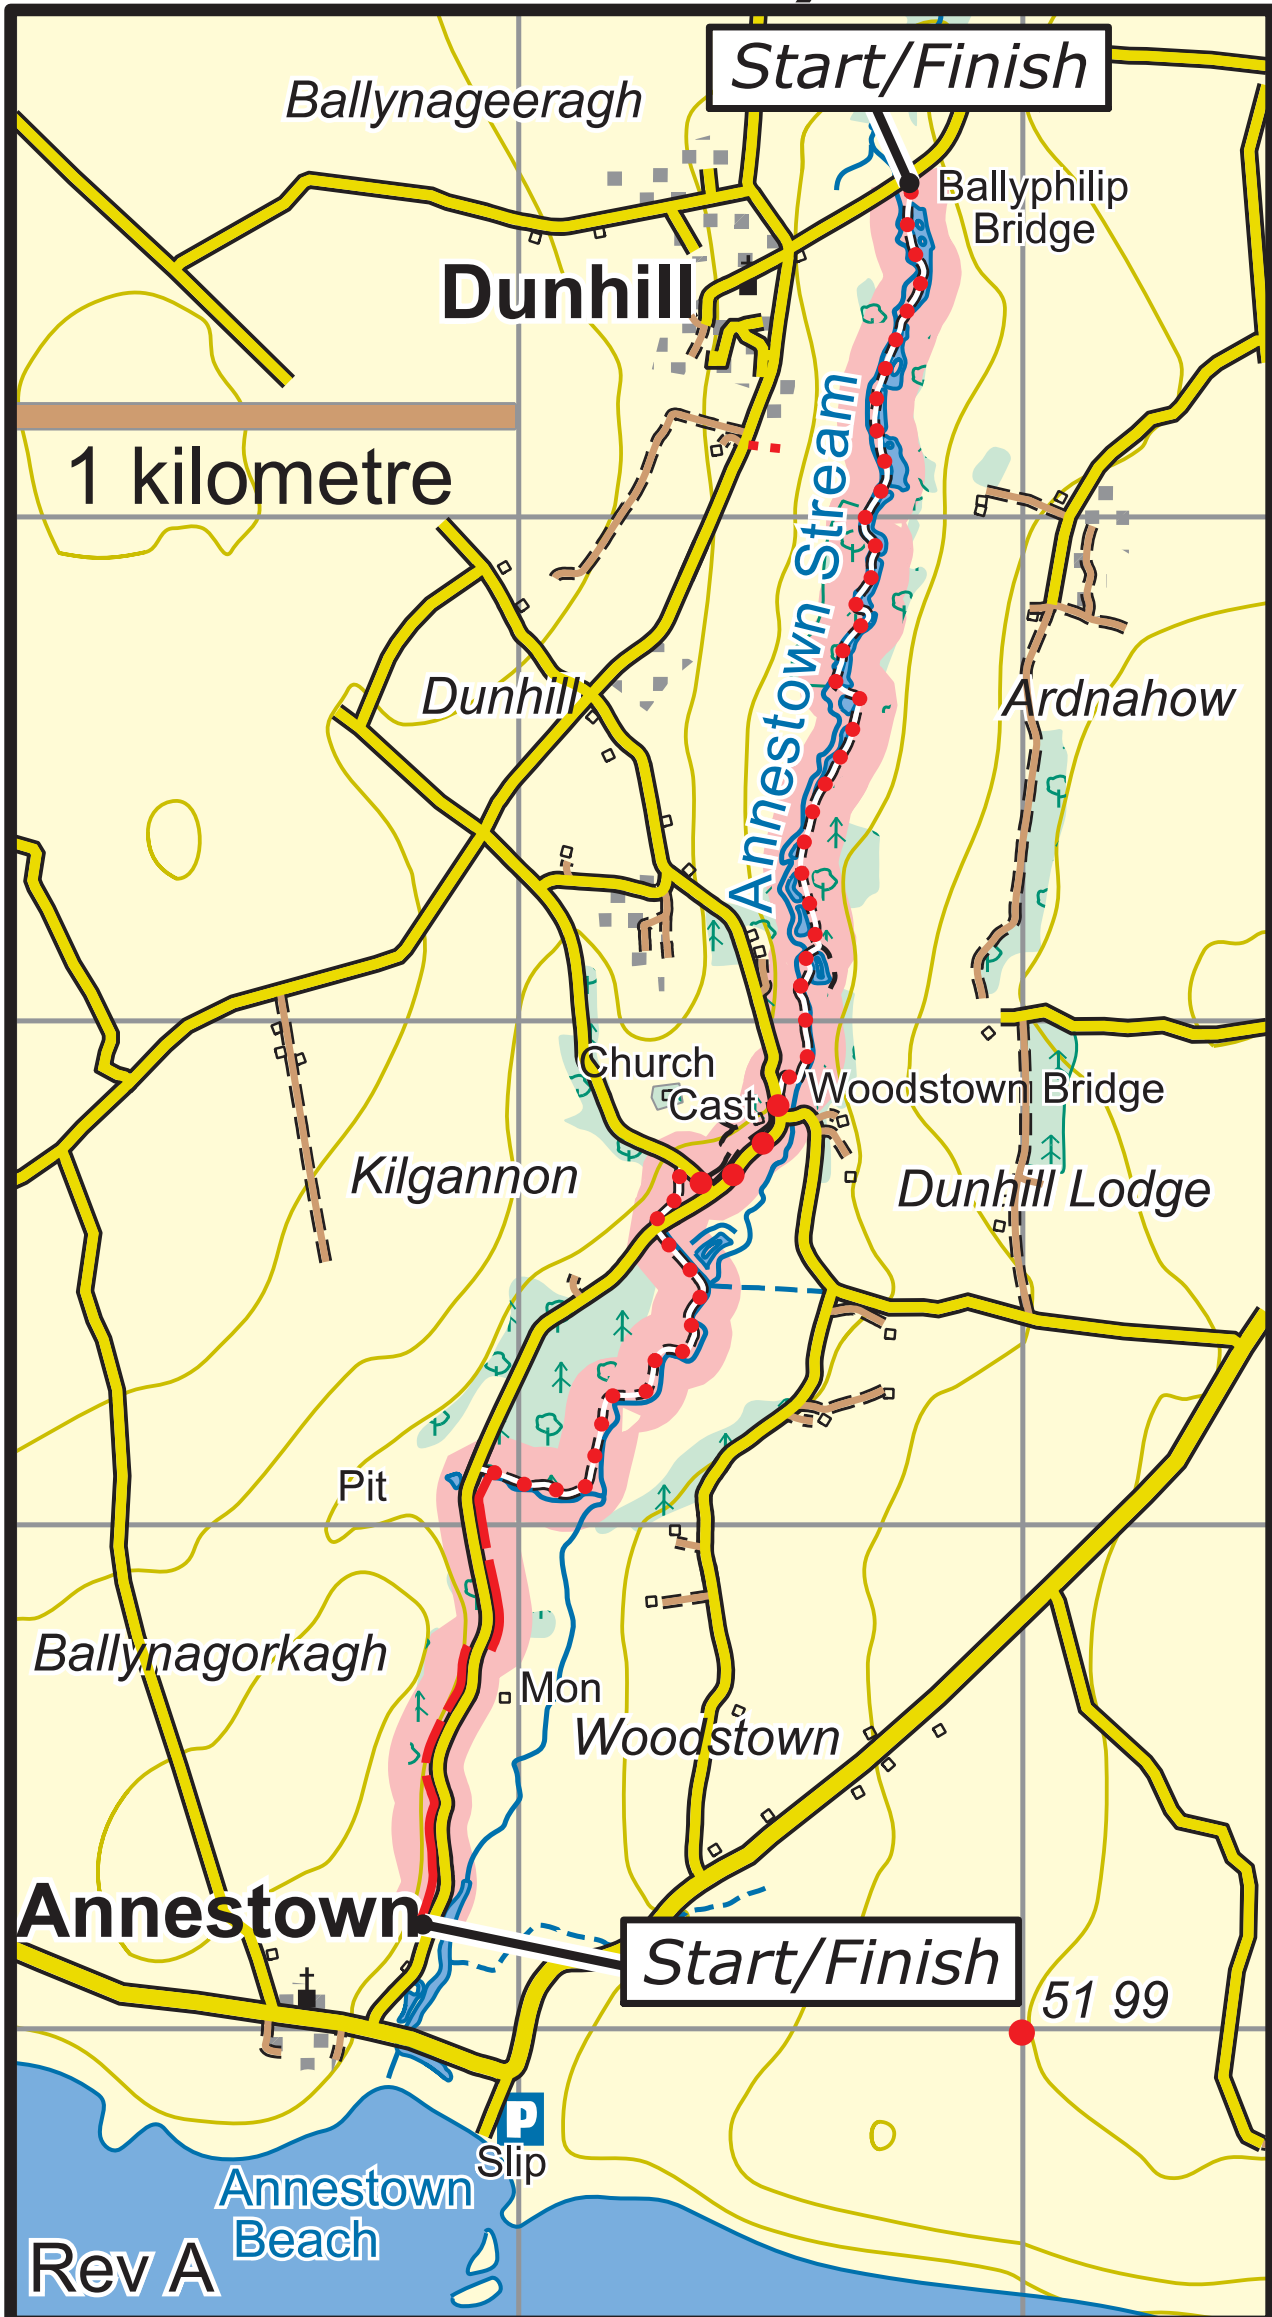 Start/Finish
Ballynageeragh
Ballyphilip
Bridge
Dunhill
1 kilometre
Annestown Stream
Dunhill
Ardnahow
Church
Cast
Woodstown Bridge
Kilgannon
Dunhill Lodge
Pit
Ballynagorkagh
Mon
Woodstown
Annestown
Start/Finish
51 99
P
Slip
Annestown
Beach
Rev A